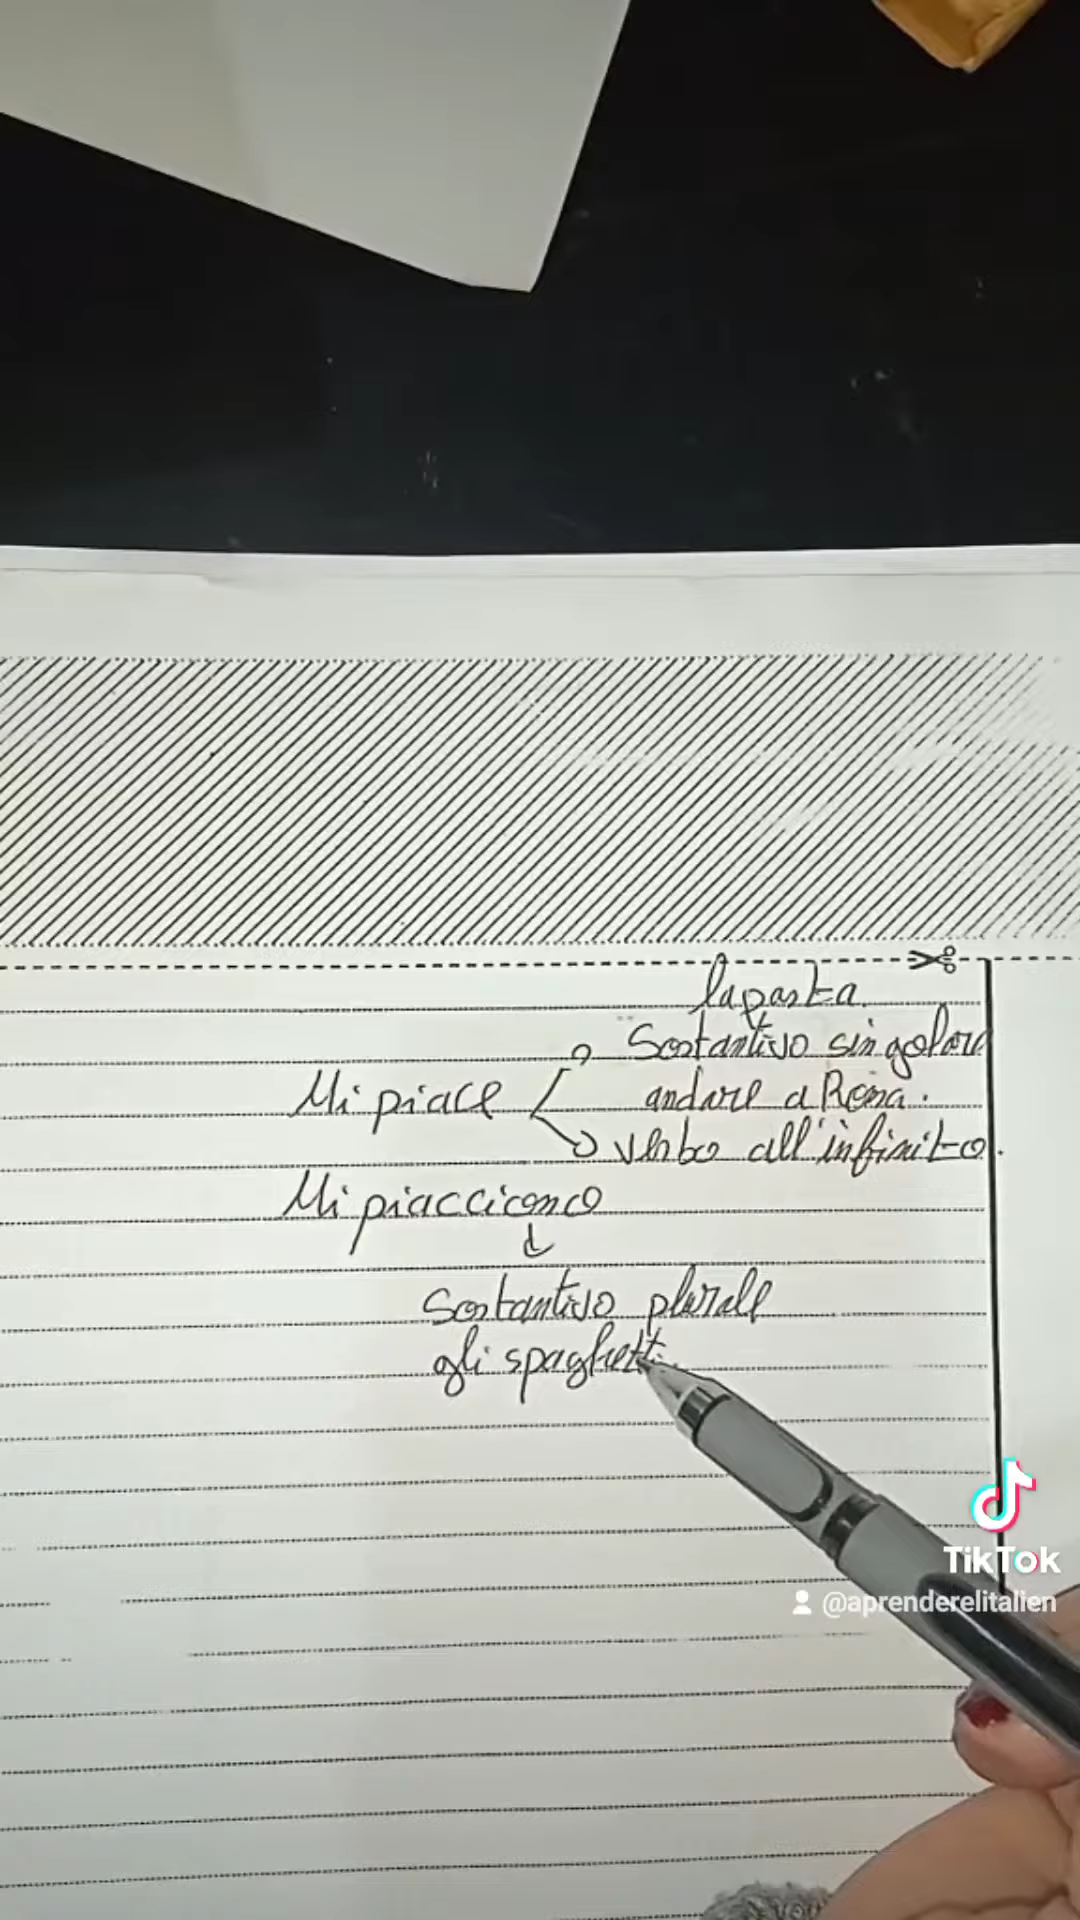 la pasta
Sostantivo singolare
Mi piace
andare a Roma.
verbo all'infinito.
Mi piacciono
Sostantivo plurale
gli spaghetti
TikTok
@aprenderelitalien